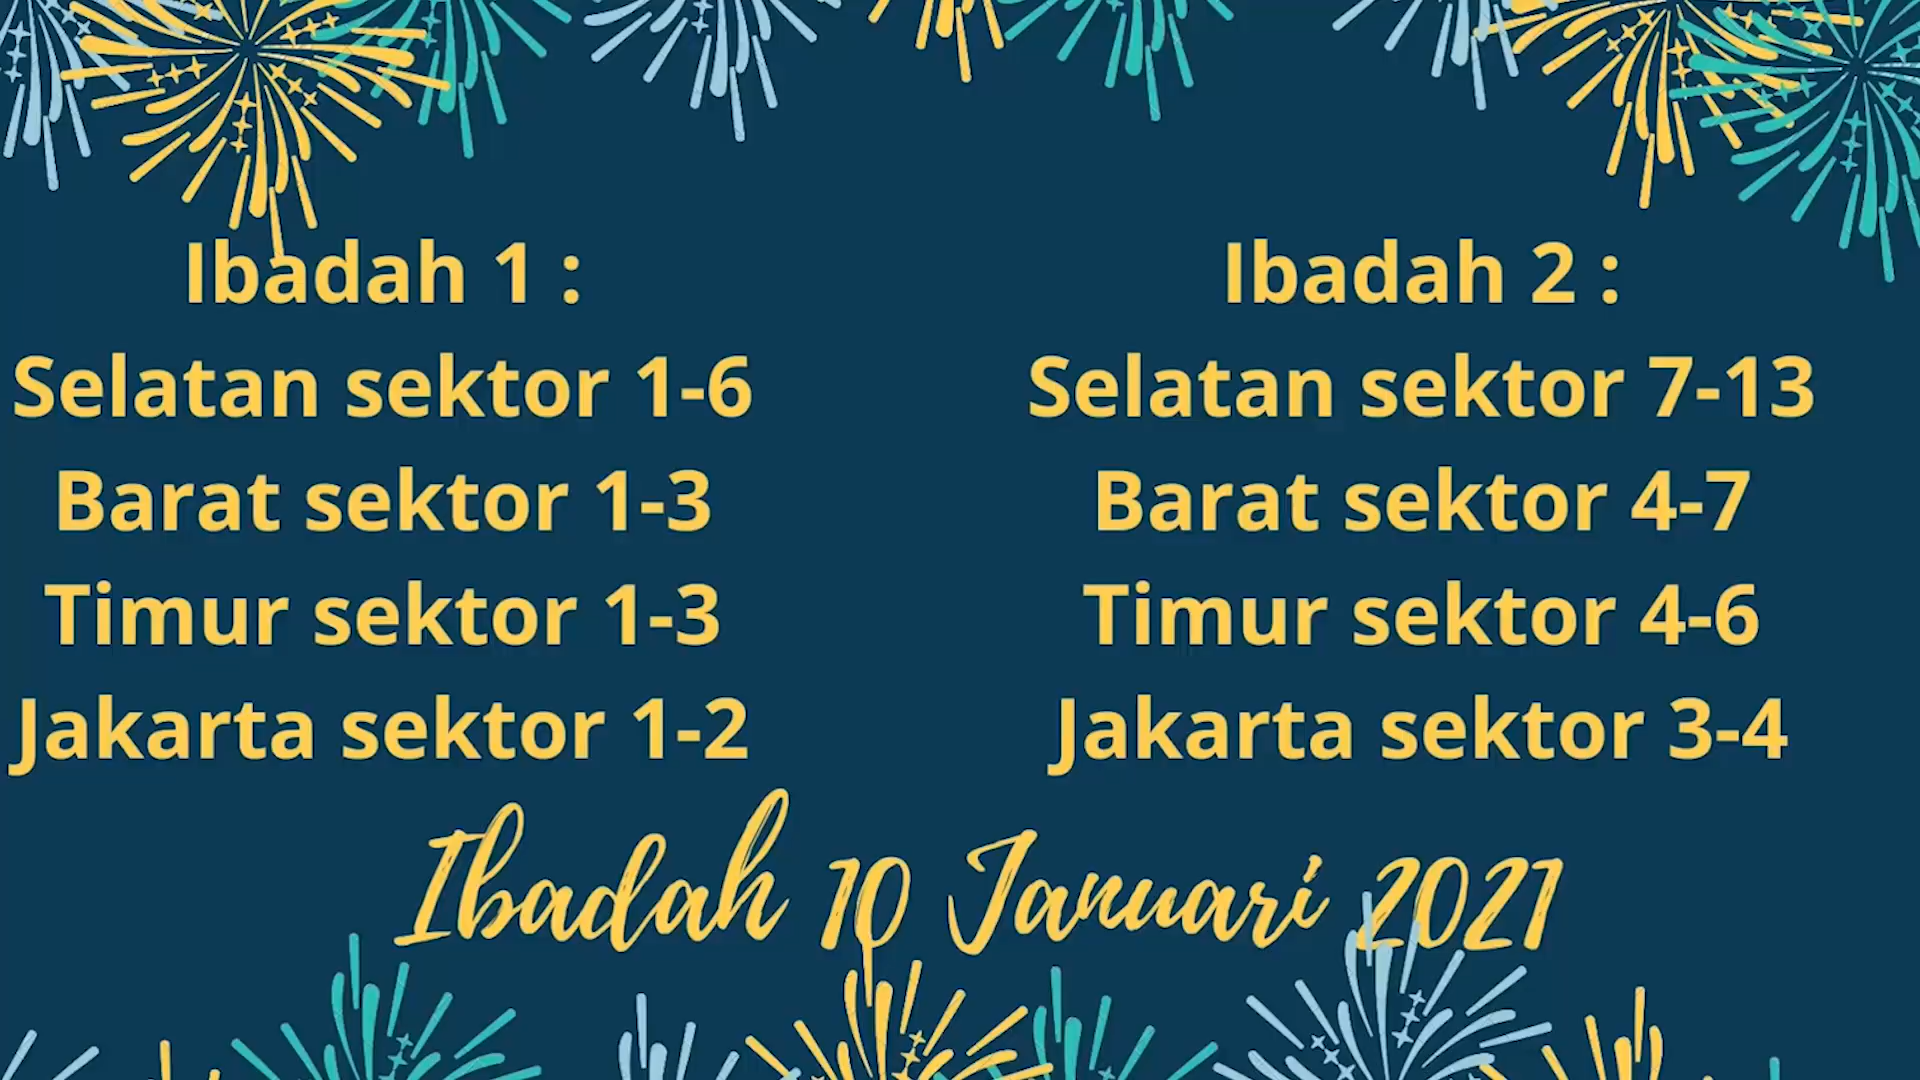 Ibadah 1 :
Selatan sektor 1-6
Barat sektor 1-3
Timur sektor 1-3
Jakarta sektor 1-2
Ibadah 2 :
Selatan sektor 7-13
Barat sektor 4-7
Timur sektor 4-6
Jakarta sektor 3-4
Ibadah 10 Januari 2021